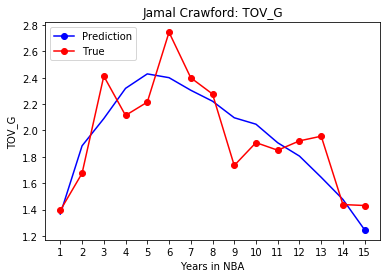 Jamal Crawford: TOV_G
Prediction
True
2.8
2.6
2.4
2.2
2.0
1.8
1.6
1.4
1.2
TOV_G
1 2 3 4 5 6 7 8 9 10 11 12 13 14 15
Years in NBA